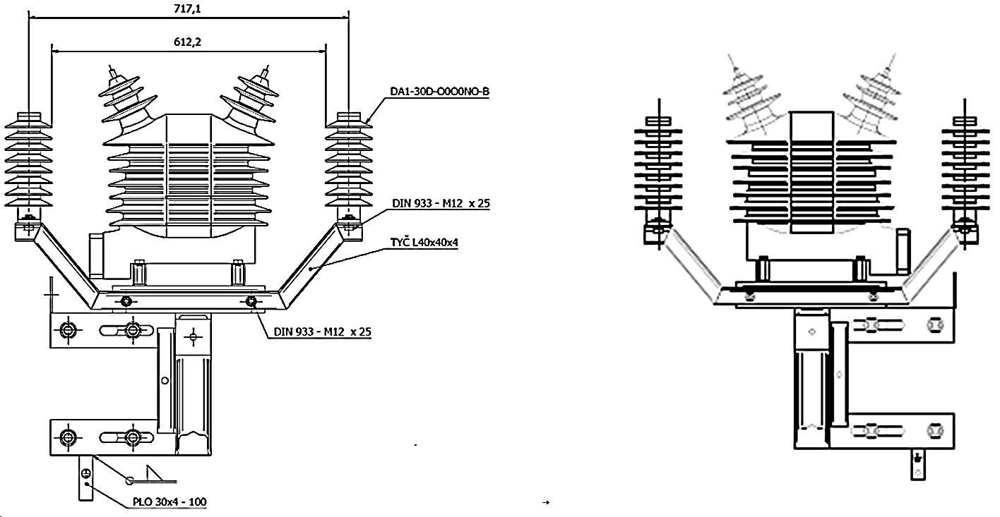 717,1
612,2
DA1-30D-O0O0NO-B
DIN 933 - M12 x 25
TYČ L40x40x4
DIN 933 - M12 x 25
PLO 30x4 - 100